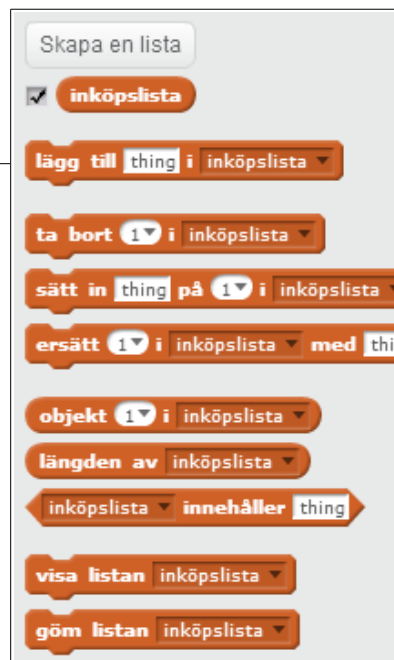 Skapa en lista
inköpslista
lägg till thing i inköpslista
ta bort 1 i inköpslista
sätt in thing på 1 i inköpslista
ersätt 1 i inköpslista med
objekt 1 i inköpslista
längden av inköpslista
inköpslista innehåller thing
visa listan inköpslista
göm listan inköpslista